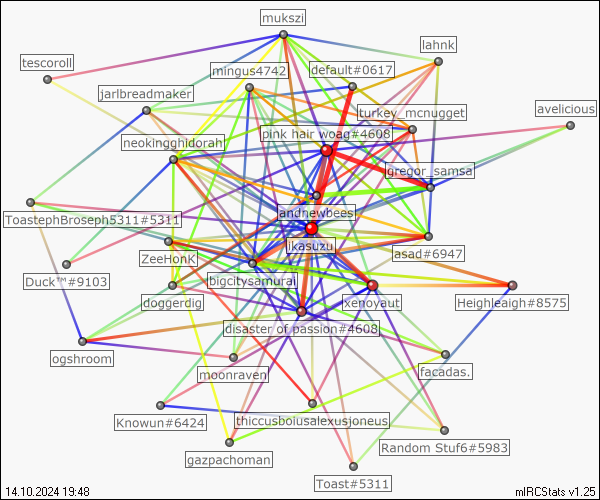 mukszi
lahnk
tescoroll
mingus4742
default#0617
jarlbreadmaker
turkey_mcnugget
avelicious
pink hair woag#4608
neokingghidorah
gregor_samsa
andnewbees
ToastephBroseph5311#5311
ikasuzu
ZeeHonK
asad#6947
Duck™#9103
bigcitysamurai
doggerdig
xenoyaut
Heighleaigh#8575
disaster of passion#4608
ogshroom
moonraven
facadas.
Knowun#6424
thiccusbolusalexusjoneus
Random Stuf6#5983
gazpachoman
Toast#5311
14.10.2024 19:48
mIRCStats v1.25